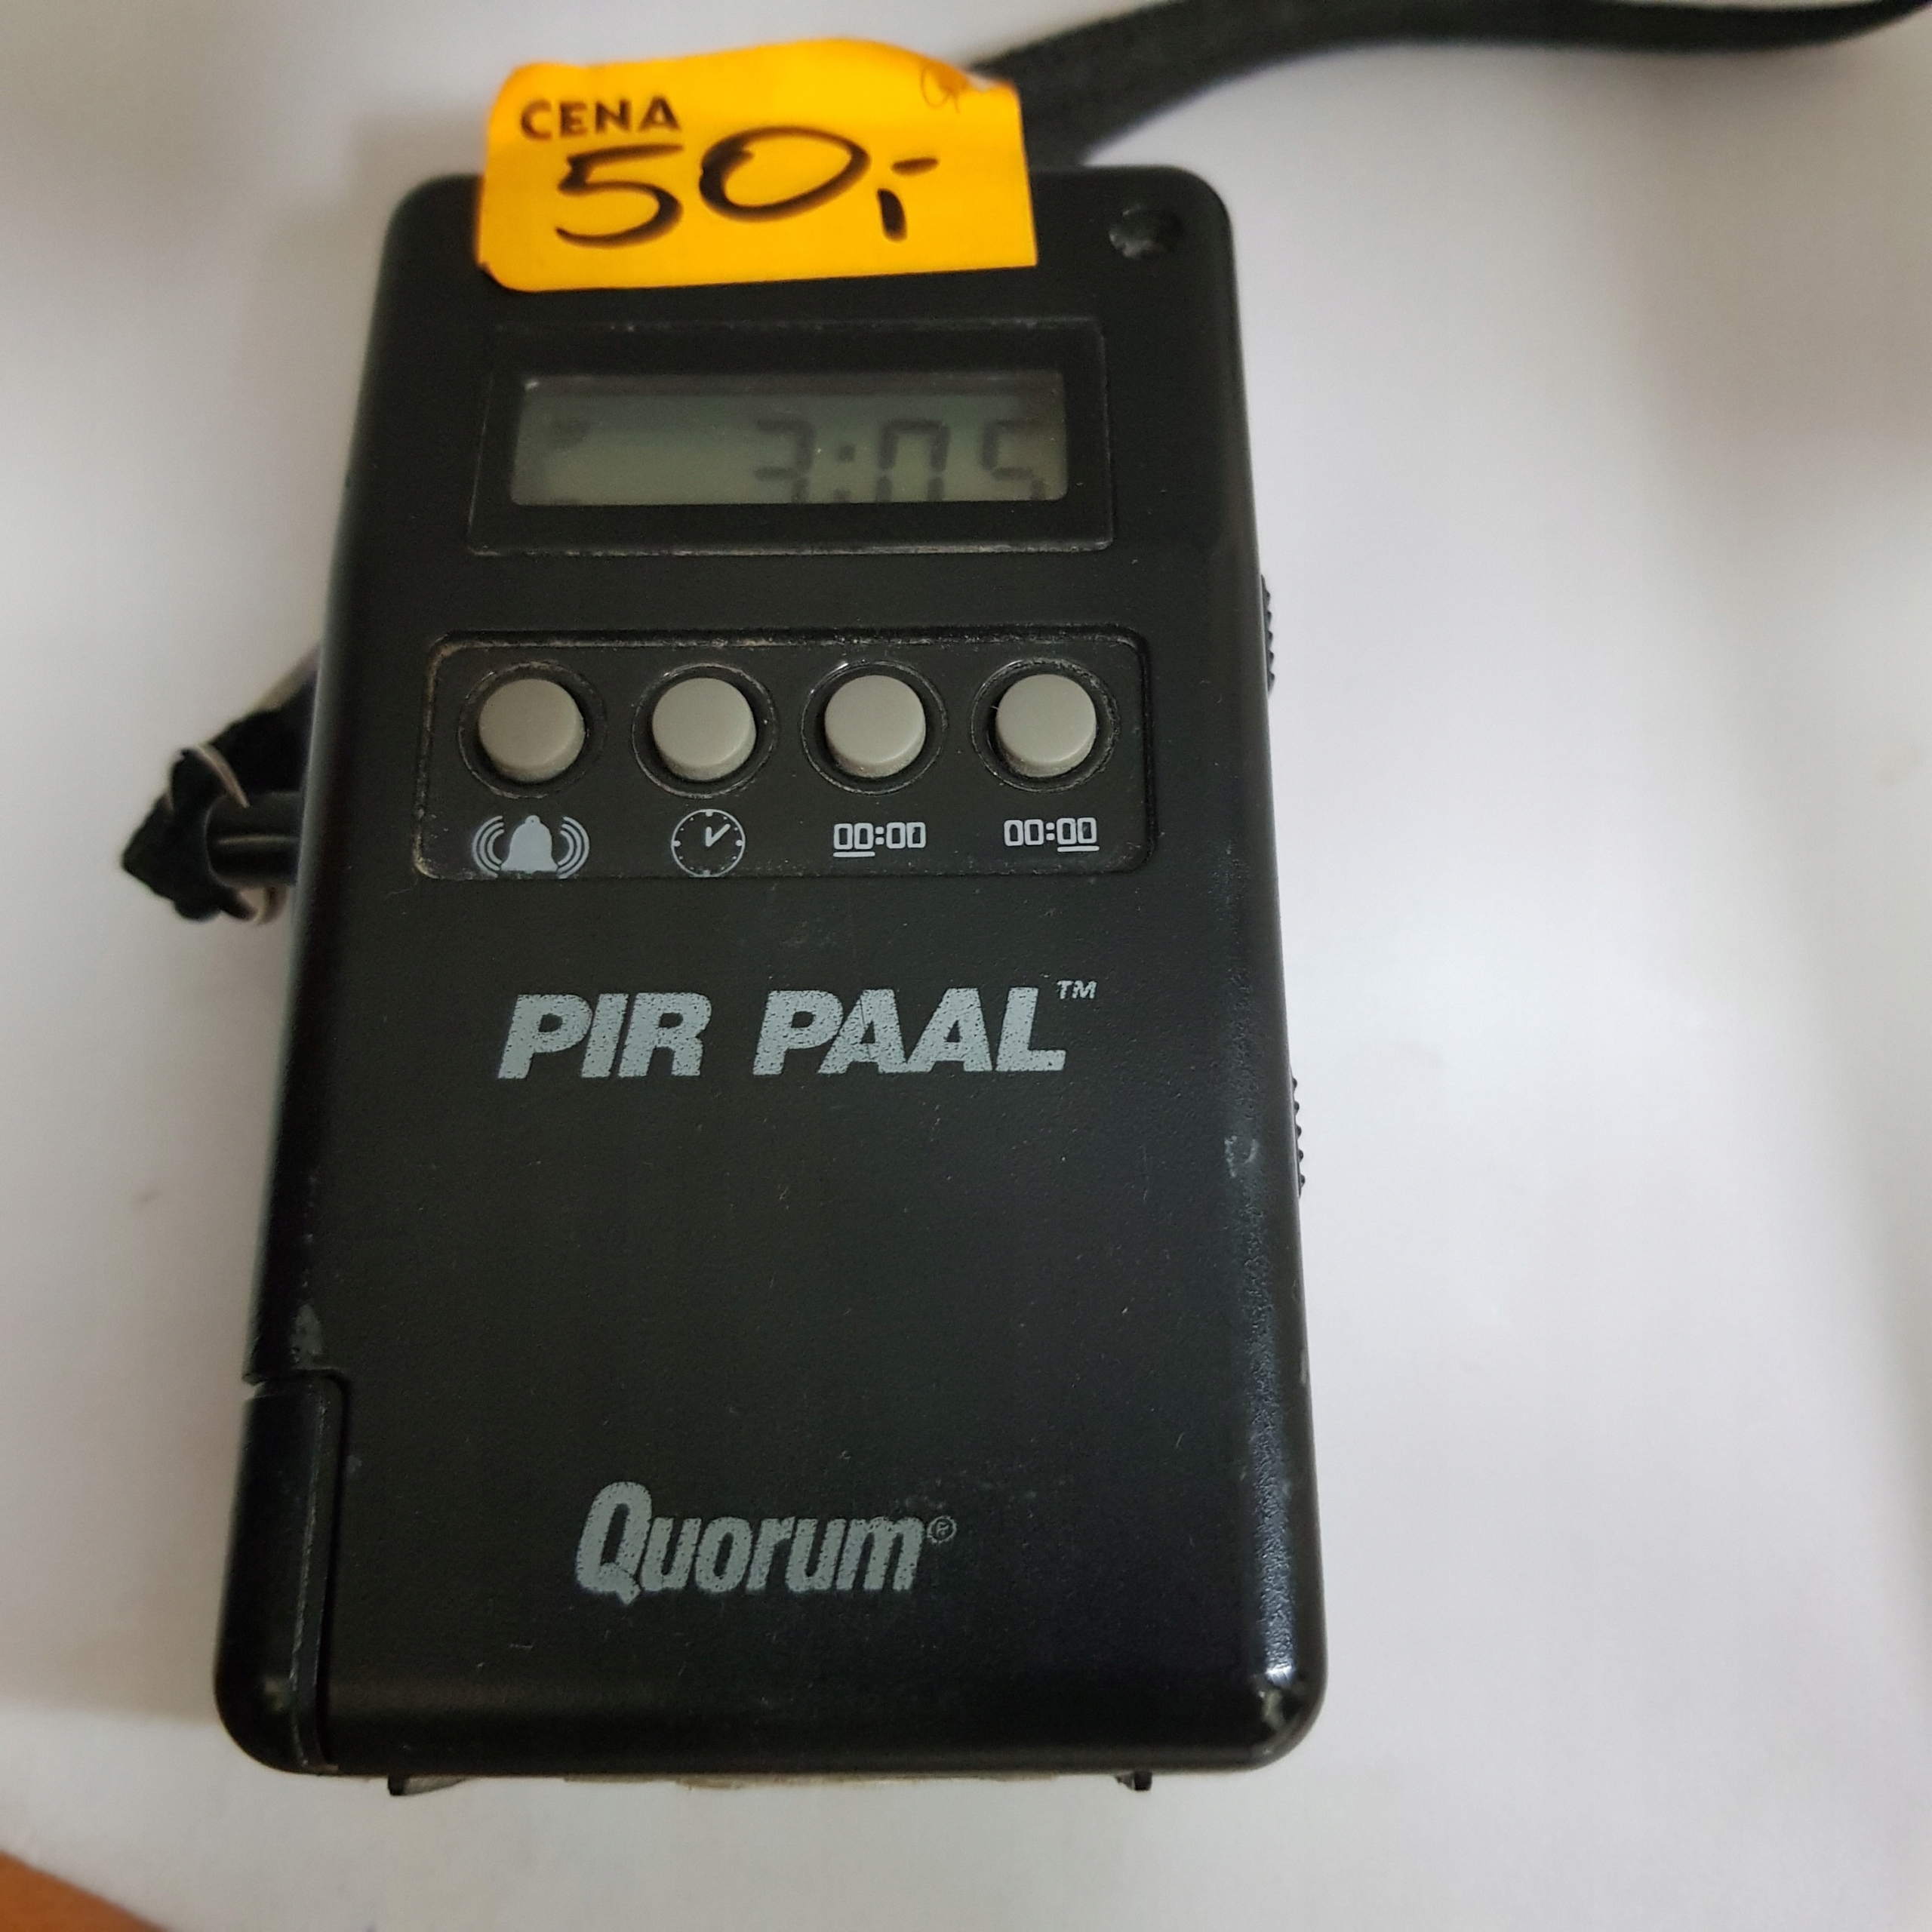 CENA
50,-
3:05
00:00 00:00
PIR PAAL™
Quorum®